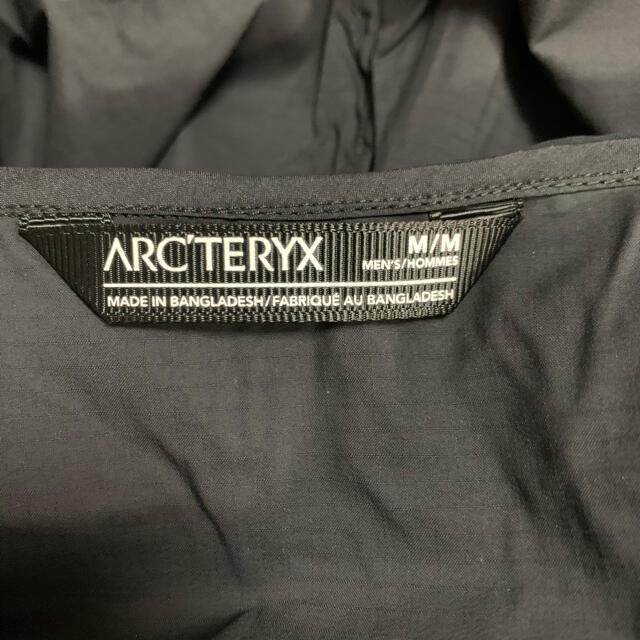 ARC'TERYX
M/M
MEN'S/HOMMES
MADE IN BANGLADESH/FABRIQUÉ AU BANGLADESH